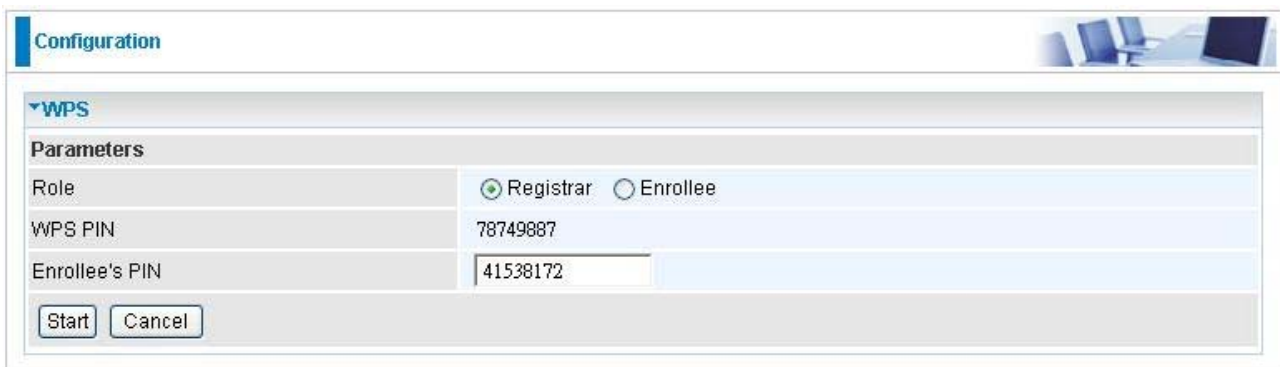 Configuration
WPS
Parameters
Role Registrar Enrollee
WPS PIN 78749887
Enrollee's PIN 41538172
Start Cancel